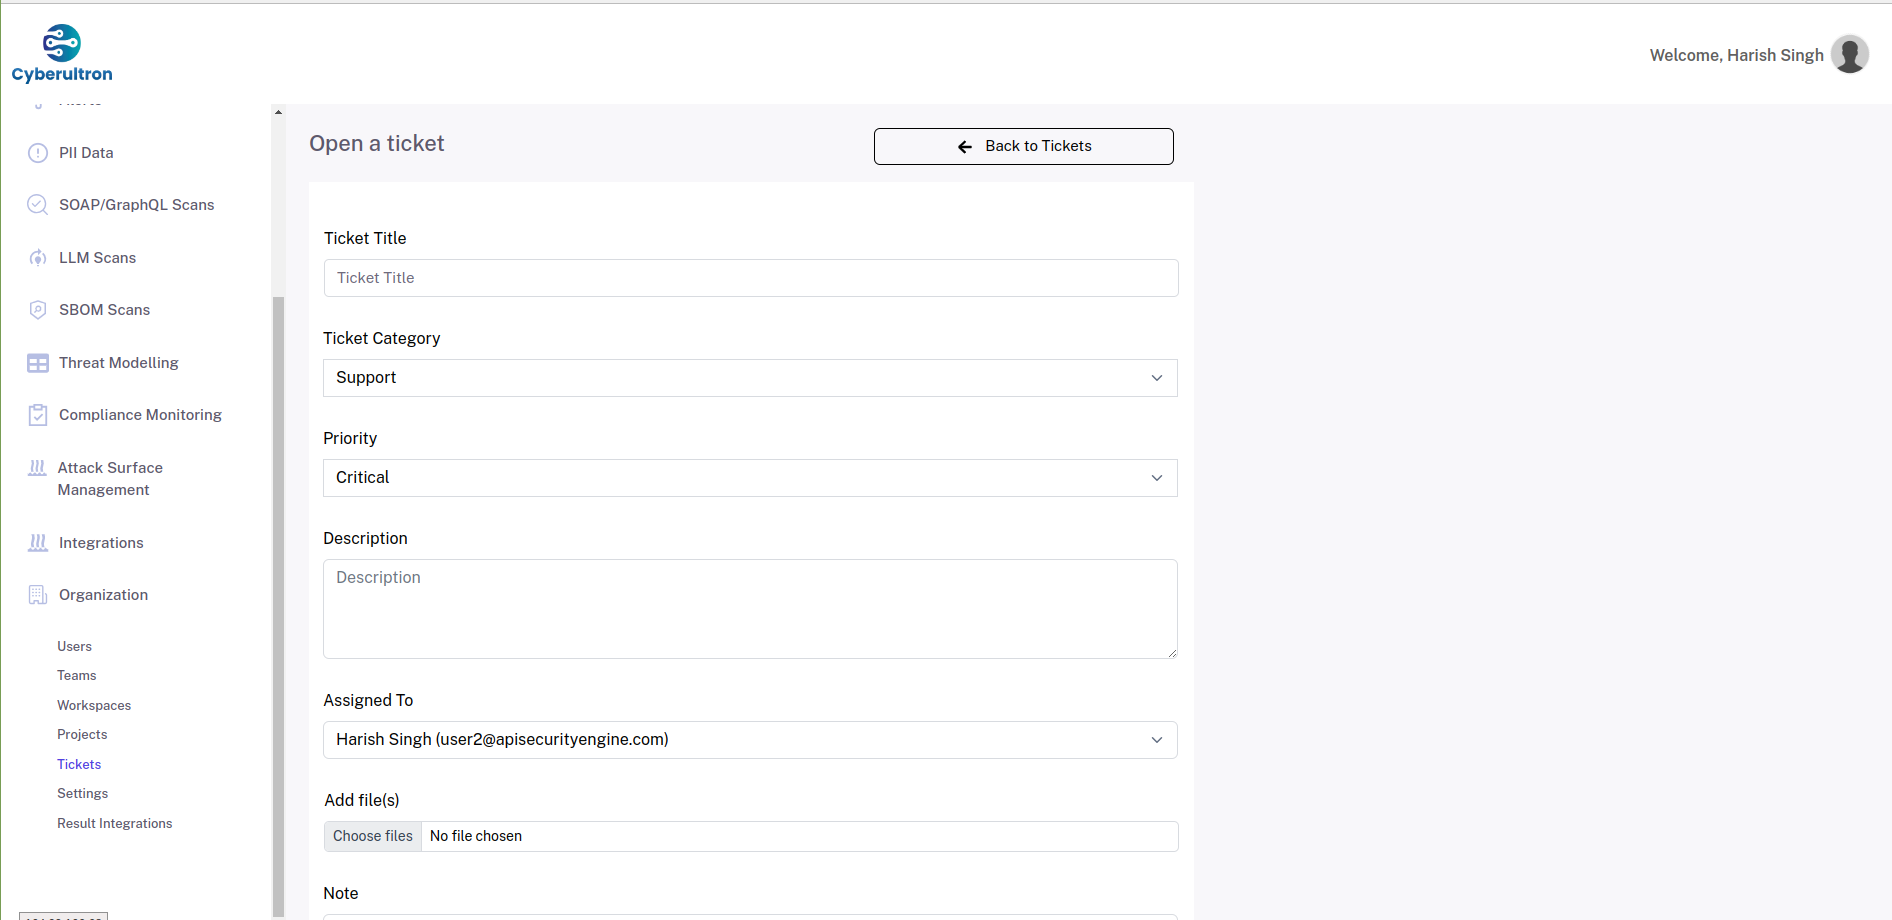 Cyberultron
Welcome, Harish Singh
PII Data
SOAP/GraphQL Scans
LLM Scans
SBOM Scans
Threat Modelling
Compliance Monitoring
Attack Surface
Management
Integrations
Organization
Users
Teams
Workspaces
Projects
Tickets
Settings
Result Integrations
Open a ticket
Back to Tickets
Ticket Title
Ticket Title
Ticket Category
Support
Priority
Critical
Description
Description
Assigned To
Harish Singh (user2@apisecurityengine.com)
Add file(s)
Choose files No file chosen
Note